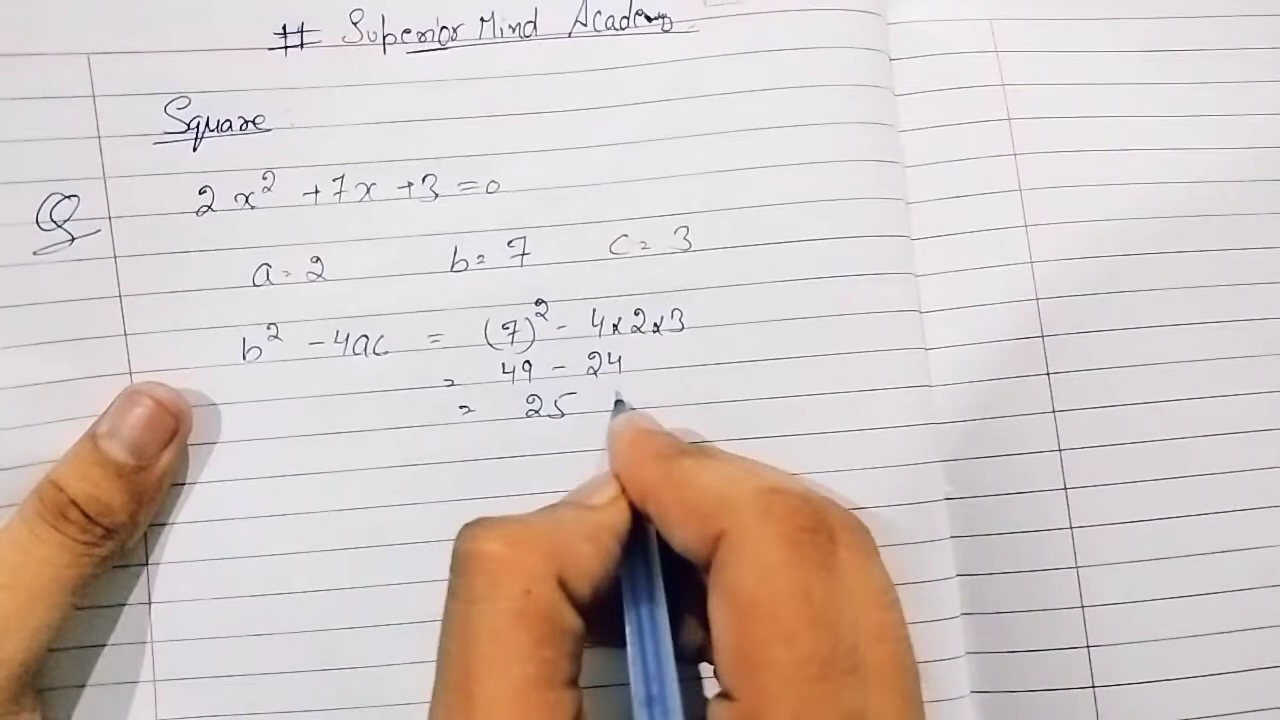 # Superior Mind Academy
Square
Q 2x² +7x +3 =0
a = 2 b = 7 c = 3
b² - 4ac = (7)² - 4×2×3
= 49 - 24
= 25